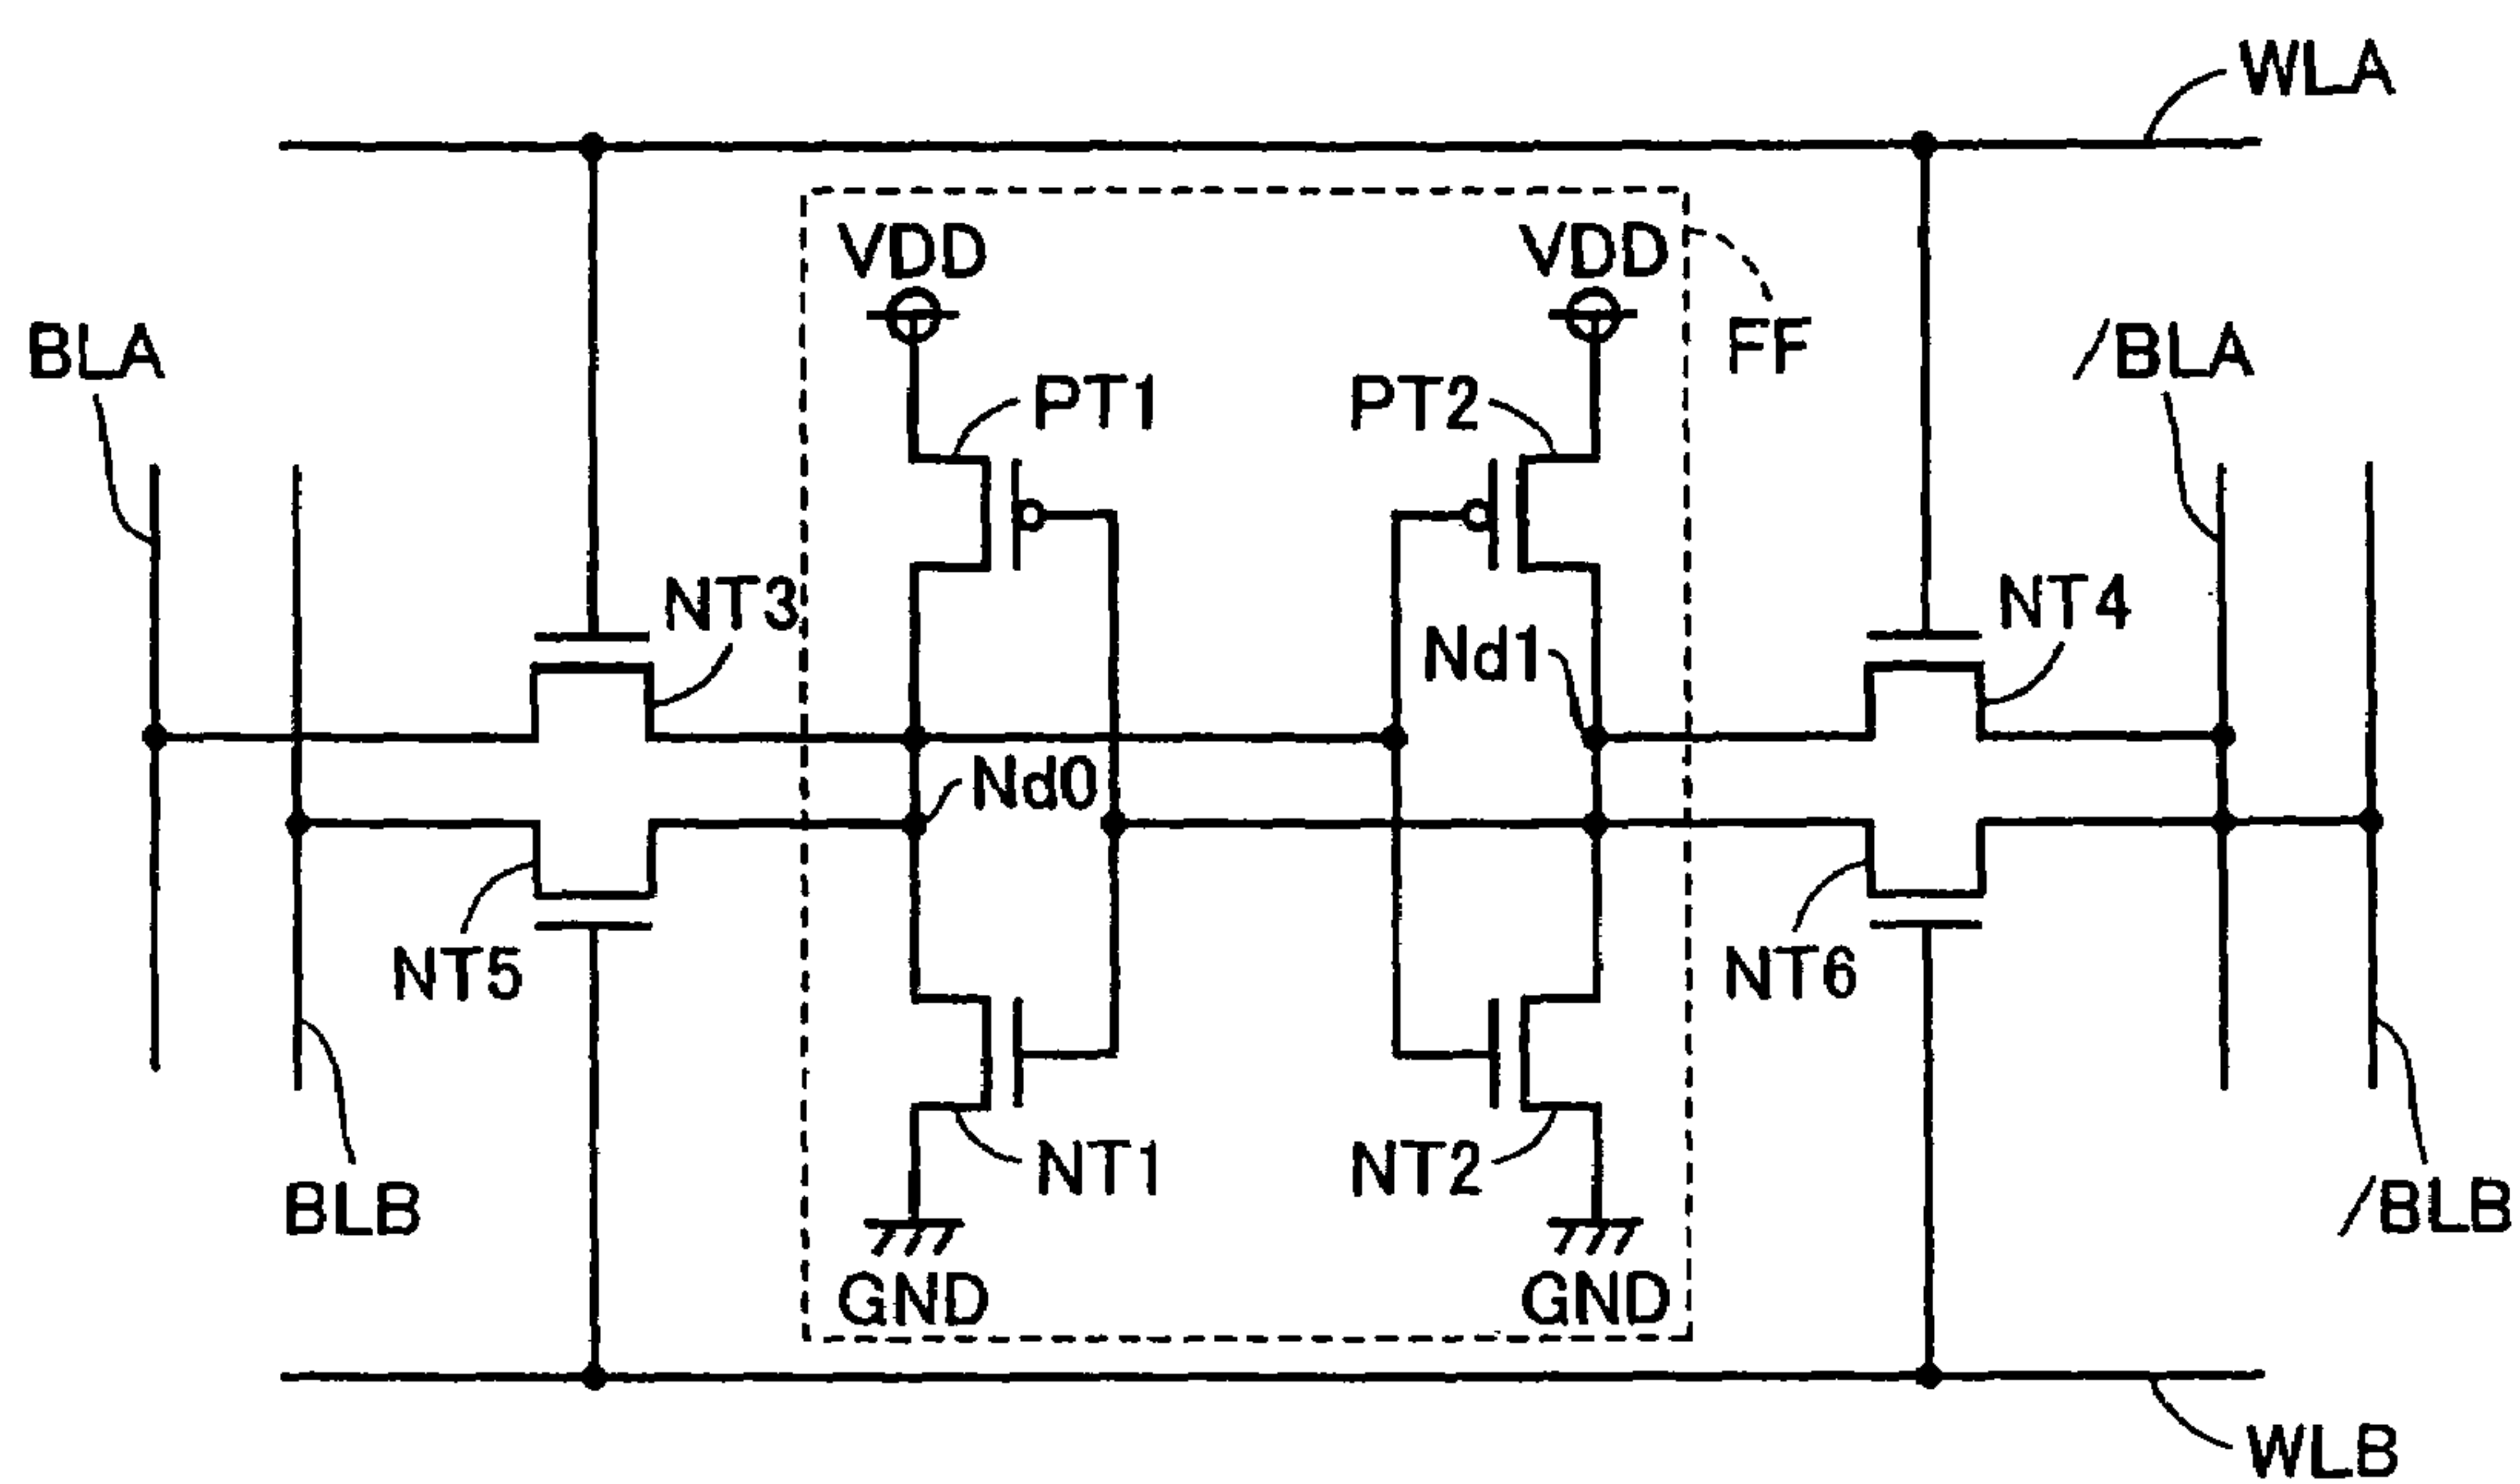 WLA
VDD
VDD
BLA
FF
/BLA
PT1
PT2
NT3
NT4
Nd1
Nd0
NT5
NT6
NT1
NT2
BLB
/BLB
GND
GND
WLB